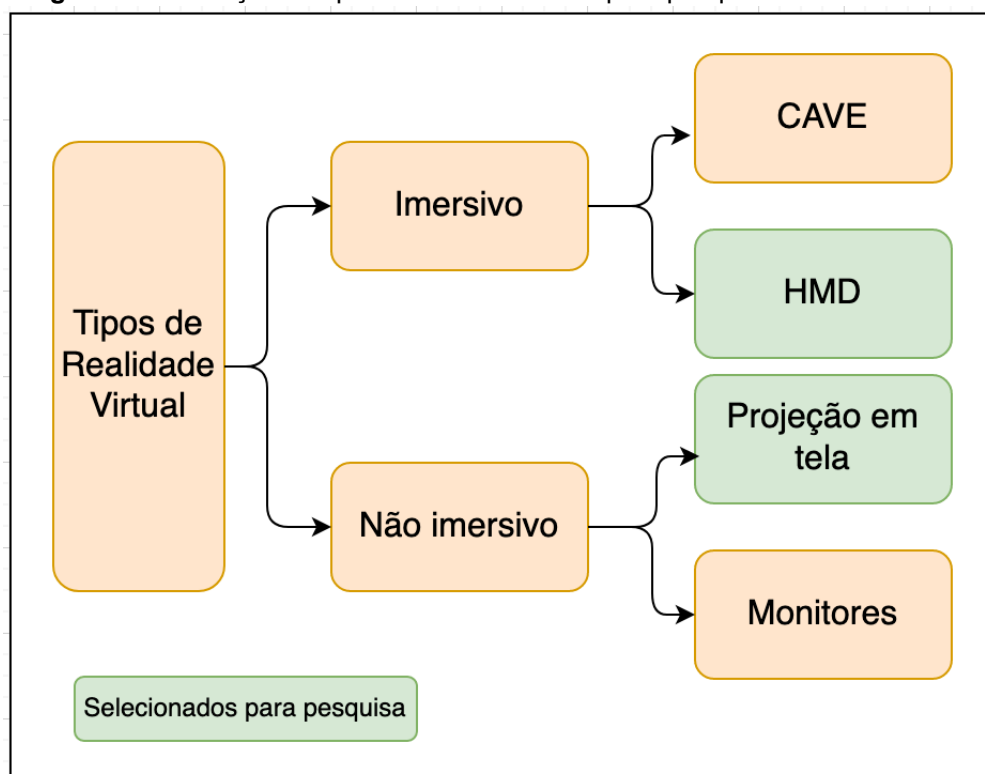 Tipos de
Realidade
Virtual
Imersivo
Não imersivo
CAVE
HMD
Projeção em
tela
Monitores
Selecionados para pesquisa